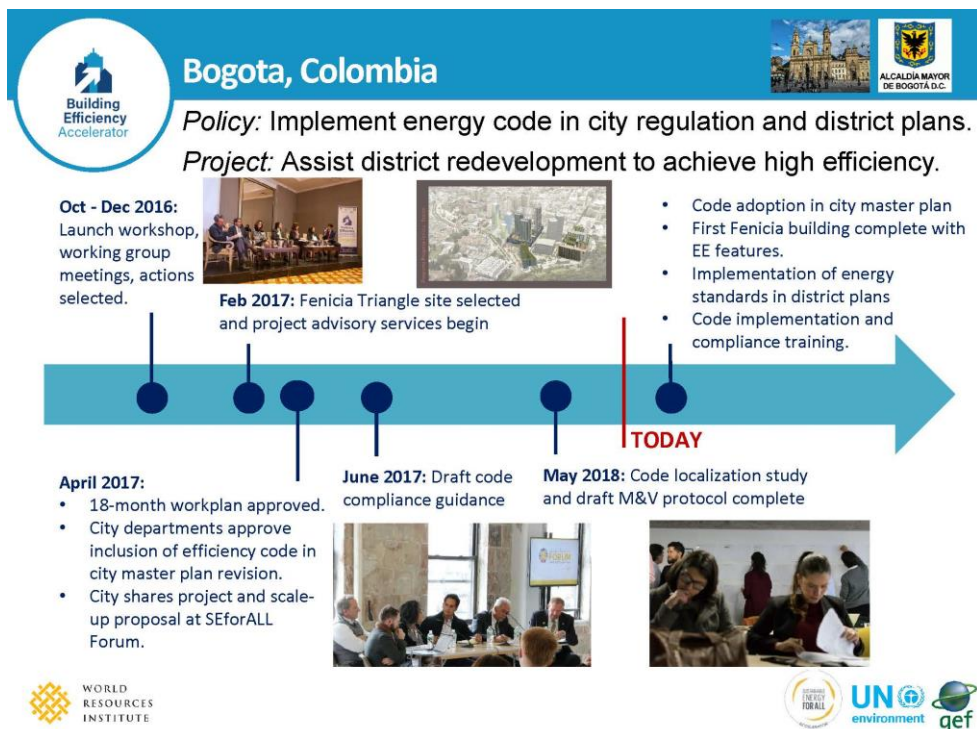 Building
Efficiency
Accelerator
Bogota, Colombia
ALCALDÍA MAYOR
DE BOGOTÁ D.C.
Policy: Implement energy code in city regulation and district plans.
Project: Assist district redevelopment to achieve high efficiency.
Oct - Dec 2016:
Launch workshop,
working group
meetings, actions
selected.
Feb 2017: Fenicia Triangle site selected
and project advisory services begin
• Code adoption in city master plan
• First Fenicia building complete with
EE features.
• Implementation of energy
standards in district plans
• Code implementation and
compliance training.
TODAY
April 2017:
• 18-month workplan approved.
• City departments approve
inclusion of efficiency code in
city master plan revision.
• City shares project and scale-
up proposal at SEforALL
Forum.
June 2017: Draft code
compliance guidance
May 2018: Code localization study
and draft M&V protocol complete
FORUM
WORLD
RESOURCES
INSTITUTE
SUSTAINABLE
ENERGY
FOR ALL
ACCELERATOR
UN
environment
gef